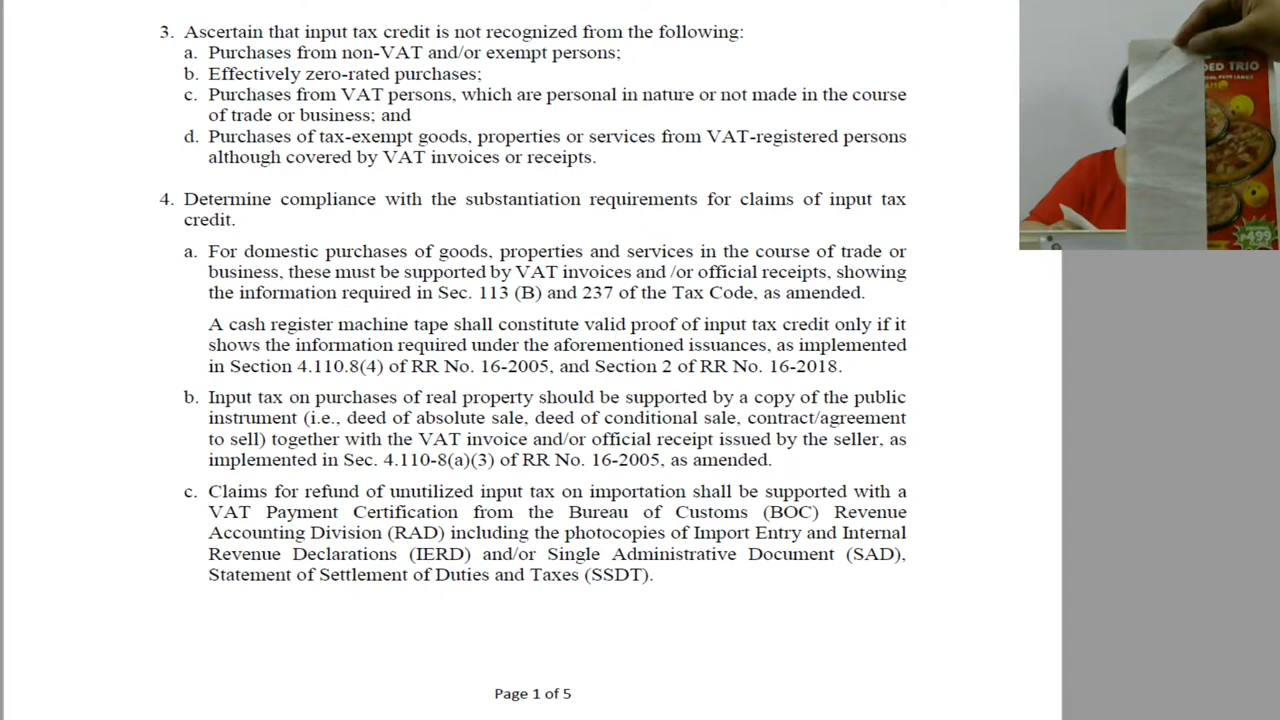 3. Ascertain that input tax credit is not recognized from the following:
a. Purchases from non-VAT and/or exempt persons;
b. Effectively zero-rated purchases;
c. Purchases from VAT persons, which are personal in nature or not made in the course
of trade or business; and
d. Purchases of tax-exempt goods, properties or services from VAT-registered persons
although covered by VAT invoices or receipts.
4. Determine compliance with the substantiation requirements for claims of input tax
credit.
a. For domestic purchases of goods, properties and services in the course of trade or
business, these must be supported by VAT invoices and /or official receipts, showing
the information required in Sec. 113 (B) and 237 of the Tax Code, as amended.
A cash register machine tape shall constitute valid proof of input tax credit only if it
shows the information required under the aforementioned issuances, as implemented
in Section 4.110.8(4) of RR No. 16-2005, and Section 2 of RR No. 16-2018.
b. Input tax on purchases of real property should be supported by a copy of the public
instrument (i.e., deed of absolute sale, deed of conditional sale, contract/agreement
to sell) together with the VAT invoice and/or official receipt issued by the seller, as
implemented in Sec. 4.110-8(a)(3) of RR No. 16-2005, as amended.
c. Claims for refund of unutilized input tax on importation shall be supported with a
VAT Payment Certification from the Bureau of Customs (BOC) Revenue
Accounting Division (RAD) including the photocopies of Import Entry and Internal
Revenue Declarations (IERD) and/or Single Administrative Document (SAD),
Statement of Settlement of Duties and Taxes (SSDT).
Page 1 of 5
DED TRIO
499